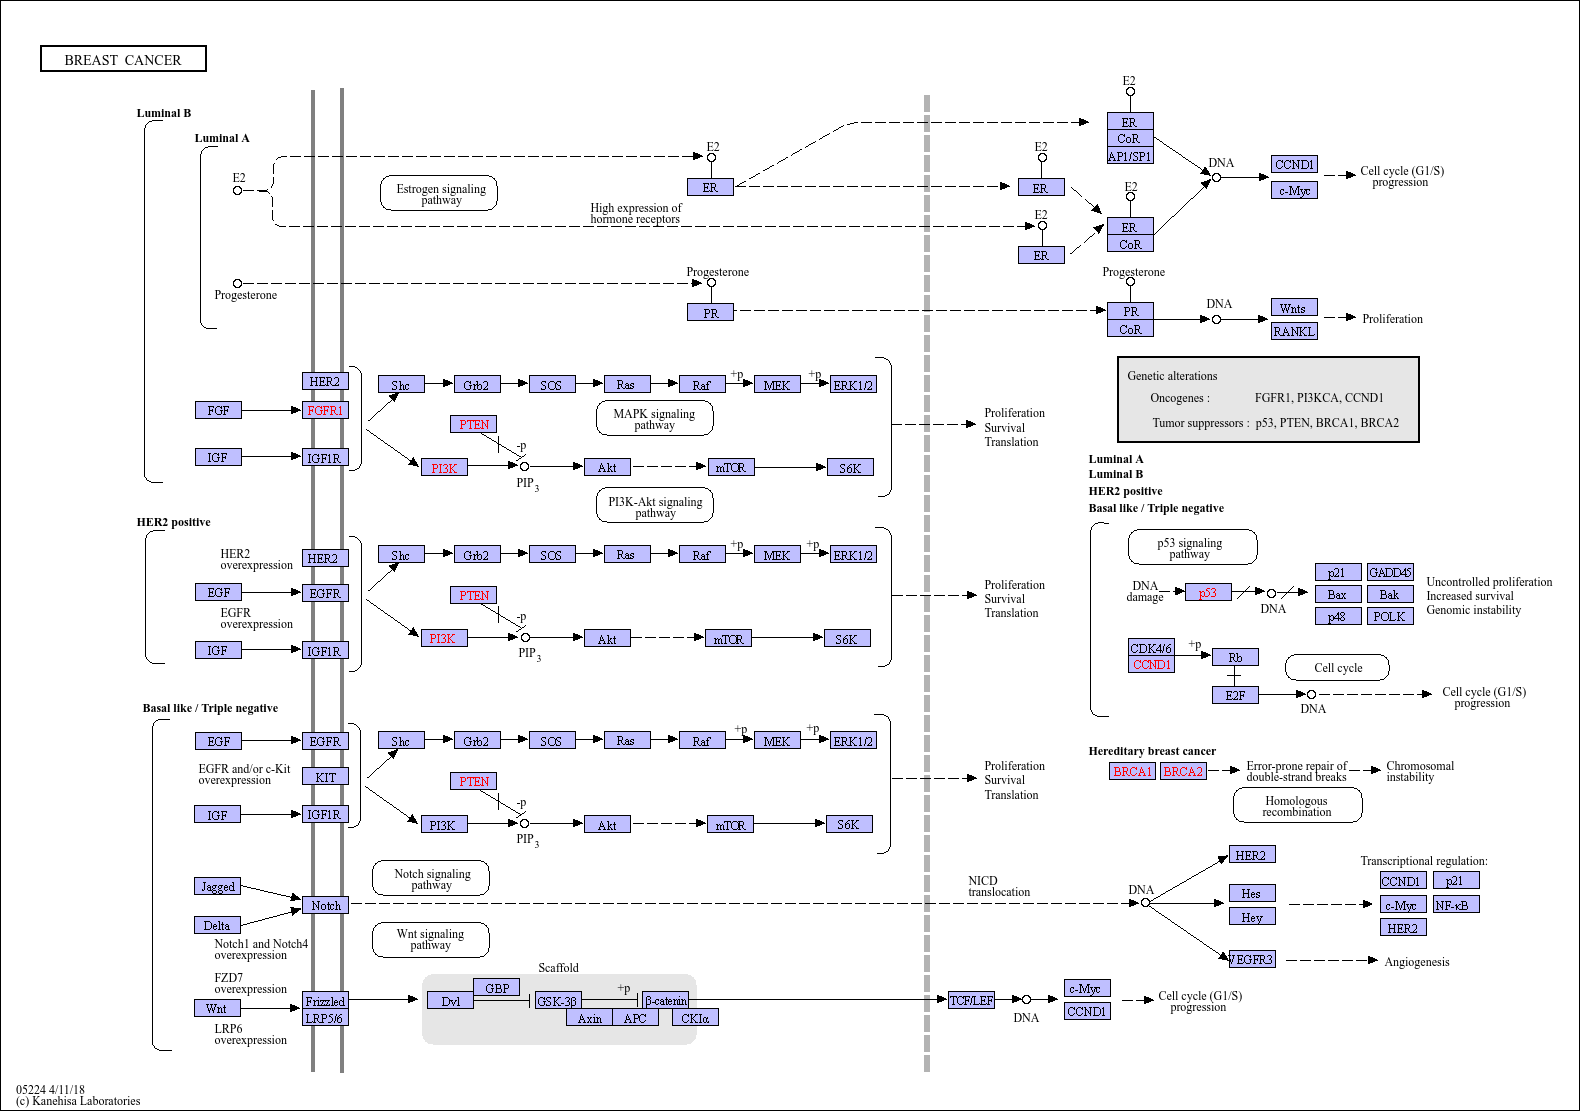 BREAST CANCER
Luminal B
Luminal A
E2
Estrogen signaling
pathway
High expression of
hormone receptors
E2
ER
E2
ER
E2
ER
E2
ER
CoR
AP1/SP1
E2
ER
CoR
DNA
CCND1
c-Myc
Cell cycle (G1/S)
progression
Progesterone
Progesterone
PR
Progesterone
PR
CoR
DNA
Wnts
RANKL
Proliferation
HER2
FGF
FGFR1
IGF
IGF1R
Shc
Grb2
SOS
Ras
Raf
+p
MEK
+p
ERK1/2
MAPK signaling
pathway
PTEN
-p
PI3K
PIP3
Akt
mTOR
S6K
PI3K-Akt signaling
pathway
Proliferation
Survival
Translation
Genetic alterations
Oncogenes : FGFR1, PI3KCA, CCND1
Tumor suppressors : p53, PTEN, BRCA1, BRCA2
HER2 positive
HER2
overexpression
HER2
EGF
EGFR
EGFR
overexpression
IGF
IGF1R
Shc
Grb2
SOS
Ras
Raf
+p
MEK
+p
ERK1/2
PTEN
-p
PI3K
PIP3
Akt
mTOR
S6K
Proliferation
Survival
Translation
Luminal A
Luminal B
HER2 positive
Basal like / Triple negative
p53 signaling
pathway
DNA
damage
p53
DNA
p21
GADD45
Bax
Bak
p48
POLK
Uncontrolled proliferation
Increased survival
Genomic instability
CDK4/6
CCND1
+p
Rb
E2F
Cell cycle
DNA
Cell cycle (G1/S)
progression
Basal like / Triple negative
EGF
EGFR
EGFR and/or c-Kit
overexpression
KIT
IGF
IGF1R
Shc
Grb2
SOS
Ras
Raf
+p
MEK
+p
ERK1/2
PTEN
-p
PI3K
PIP3
Akt
mTOR
S6K
Proliferation
Survival
Translation
Hereditary breast cancer
BRCA1
BRCA2
Error-prone repair of
double-strand breaks
Chromosomal
instability
Homologous
recombination
Jagged
Delta
Notch
Notch signaling
pathway
Notch1 and Notch4
overexpression
NICD
translocation
DNA
HER2
Hes
Hey
VEGFR3
Transcriptional regulation:
CCND1
p21
c-Myc
NF-κB
HER2
Angiogenesis
Wnt signaling
pathway
FZD7
overexpression
Wnt
Frizzled
LRP5/6
LRP6
overexpression
Scaffold
Dvl
GBP
GSK-3β
+p
β-catenin
Axin
APC
CKIα
TCF/LEF
DNA
c-Myc
CCND1
Cell cycle (G1/S)
progression
05224 4/11/18
(c) Kanehisa Laboratories